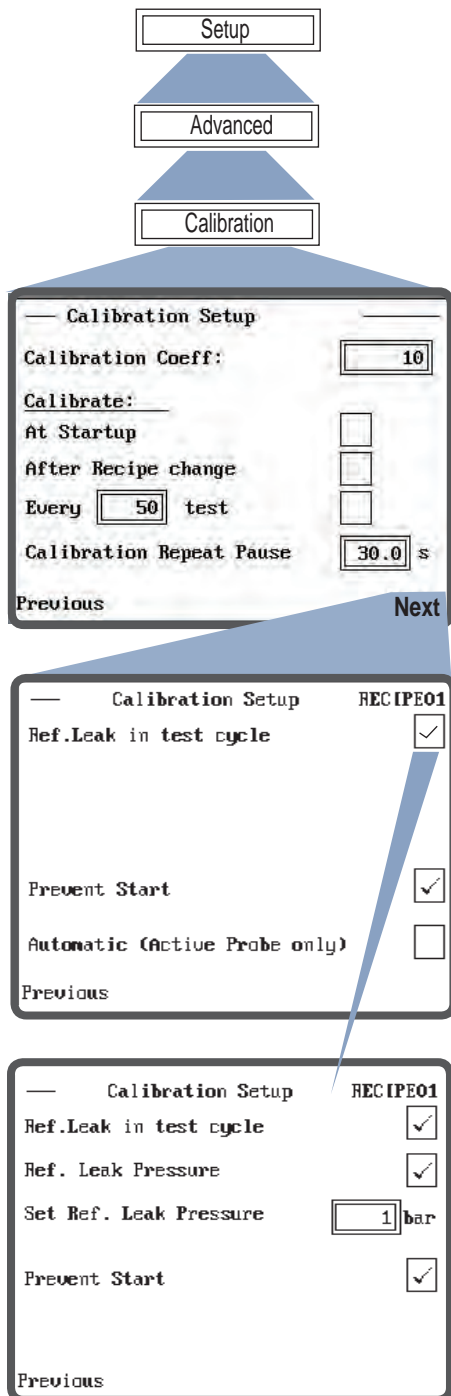 Setup
Advanced
Calibration
Calibration Setup
Calibration Coeff: 10
Calibrate:
At Startup
After Recipe change
Every 50 test
Calibration Repeat Pause 30.0 s
Previous Next
Calibration Setup RECIPE01
Ref.Leak in test cycle
Prevent Start
Automatic (Active Probe only)
Previous
Calibration Setup RECIPE01
Ref.Leak in test cycle
Ref. Leak Pressure
Set Ref. Leak Pressure 1 bar
Prevent Start
Previous